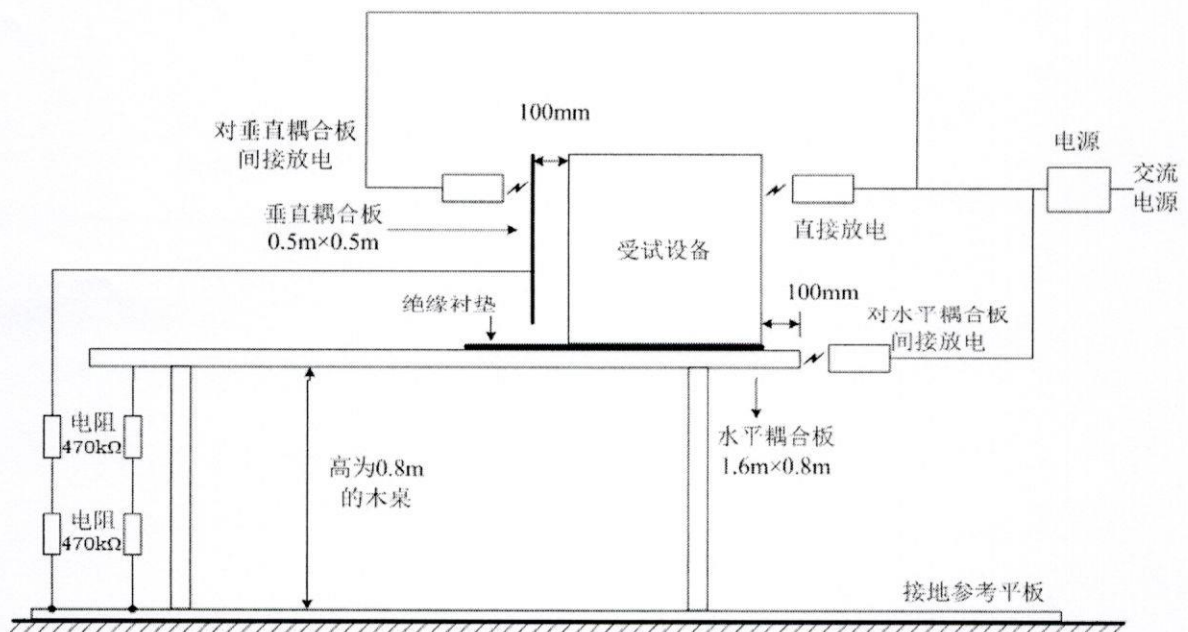 100mm
对垂直耦合板
间接放电
电源
交流
电源
垂直耦合板
0.5m×0.5m
直接放电
受试设备
绝缘衬垫
100mm
对水平耦合板
间接放电
电阻
470kΩ
水平耦合板
1.6m×0.8m
高为0.8m
的木桌
电阻
470kΩ
接地参考平板